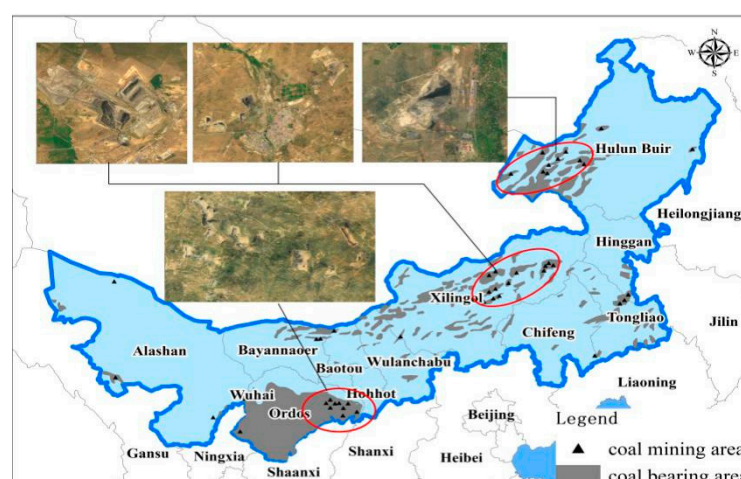 N
W E
S
Hulun Buir
Heilongjiang
Hinggan
Xilingol
Tongliao
Jilin
Chifeng
Alashan
Bayannaoer
Wulanchabu
Baotou
Liaoning
Wuhai
Hohhot
Ordos
Beijing
Legend
Gansu
Ningxia
Shanxi
Heibei
coal mining area
Shaanxi
coal bearing area